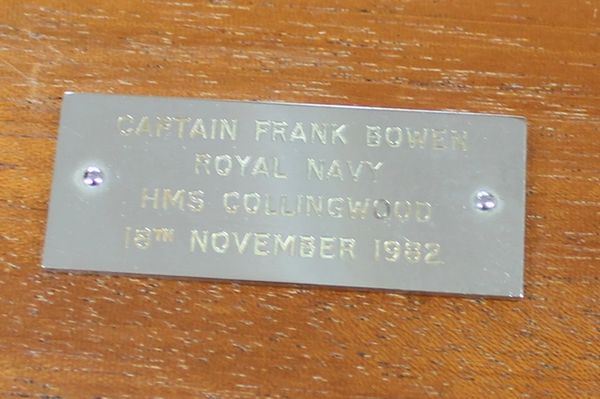 CAPTAIN FRANK BOWEN
ROYAL NAVY
HMS COLLINGWOOD
18TH NOVEMBER 1982